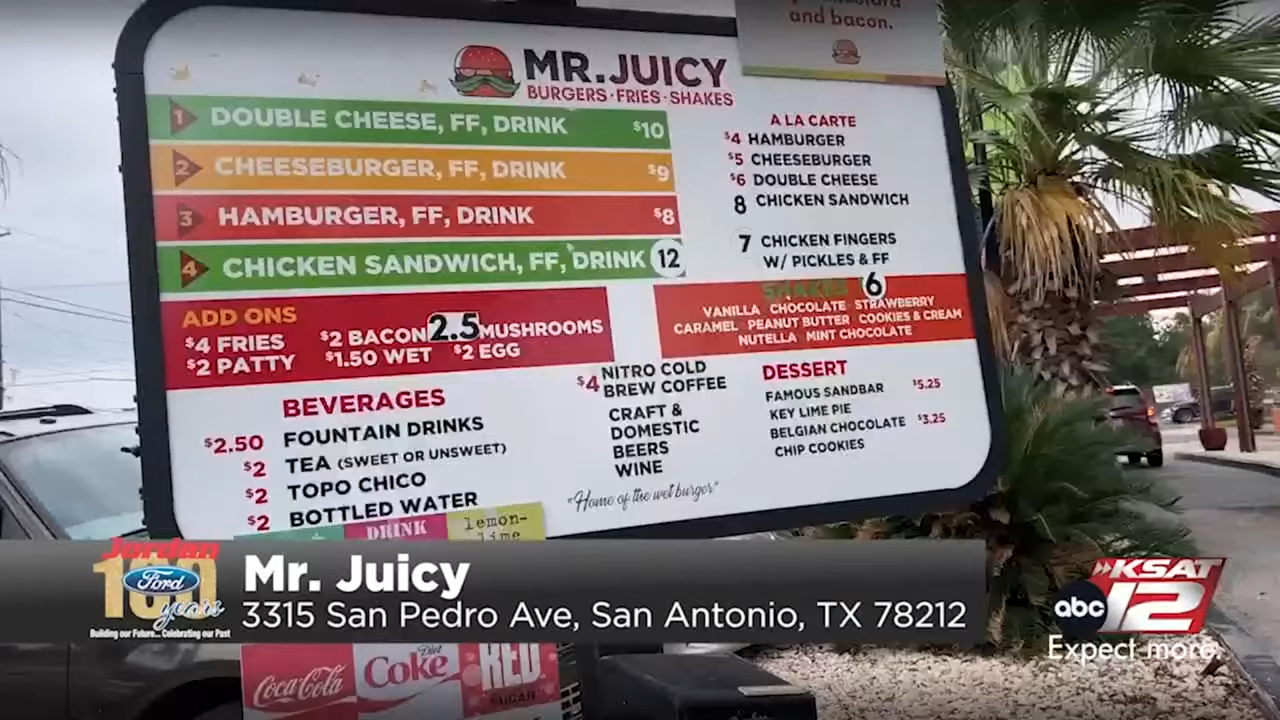 and bacon.
MR. JUICY
BURGERS · FRIES · SHAKES
1 DOUBLE CHEESE, FF, DRINK $10
2 CHEESEBURGER, FF, DRINK $9
3 HAMBURGER, FF, DRINK $8
4 CHICKEN SANDWICH, FF, DRINK 12
A LA CARTE
$4 HAMBURGER
$5 CHEESEBURGER
$6 DOUBLE CHEESE
8 CHICKEN SANDWICH
7 CHICKEN FINGERS
W/ PICKLES & FF
ADD ONS
$4 FRIES $2 BACON 2.5 MUSHROOMS
$2 PATTY $1.50 WET $2 EGG
SHAKES 6
VANILLA CHOCOLATE STRAWBERRY
CARAMEL PEANUT BUTTER COOKIES & CREAM
NUTELLA MINT CHOCOLATE
BEVERAGES
$2.50 FOUNTAIN DRINKS
$2 TEA (SWEET OR UNSWEET)
$2 TOPO CHICO
$2 BOTTLED WATER
$4 NITRO COLD
BREW COFFEE
CRAFT &
DOMESTIC
BEERS
WINE
DESSERT
FAMOUS SANDBAR $5.25
KEY LIME PIE
BELGIAN CHOCOLATE $3.25
CHIP COOKIES
"Home of the wet burger"
DRINK
lemon-
lime
Jordan
Ford
100
years
Building our Future... Celebrating our Past
Mr. Juicy
3315 San Pedro Ave, San Antonio, TX 78212
abc
KSAT
12
Expect more.
Coca-Cola
Diet
Coke
RED
SUGAR